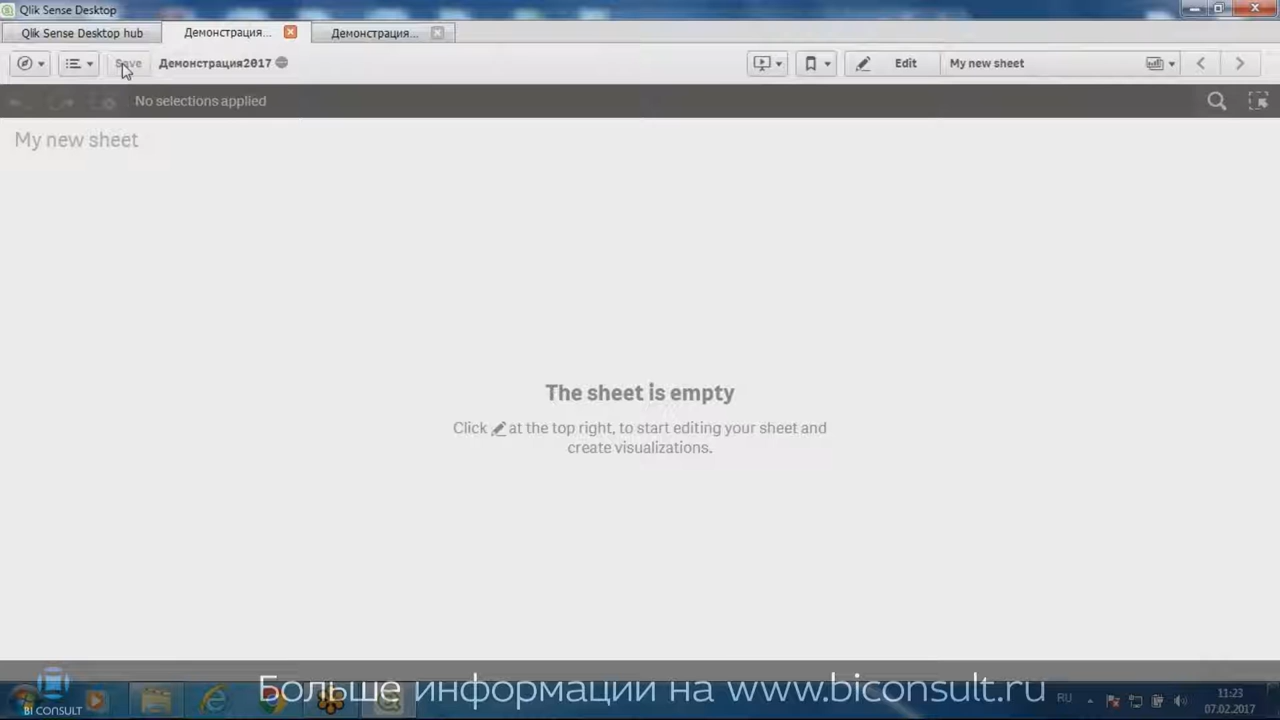 Qlik Sense Desktop
Qlik Sense Desktop hub
Демонстрация...
Демонстрация...
Save
Демонстрация2017
Edit
My new sheet
No selections applied
My new sheet
The sheet is empty
Click at the top right, to start editing your sheet and
create visualizations.
Больше информации на www.biconsult.ru
BI CONSULT
RU
11:23
07.02.2017